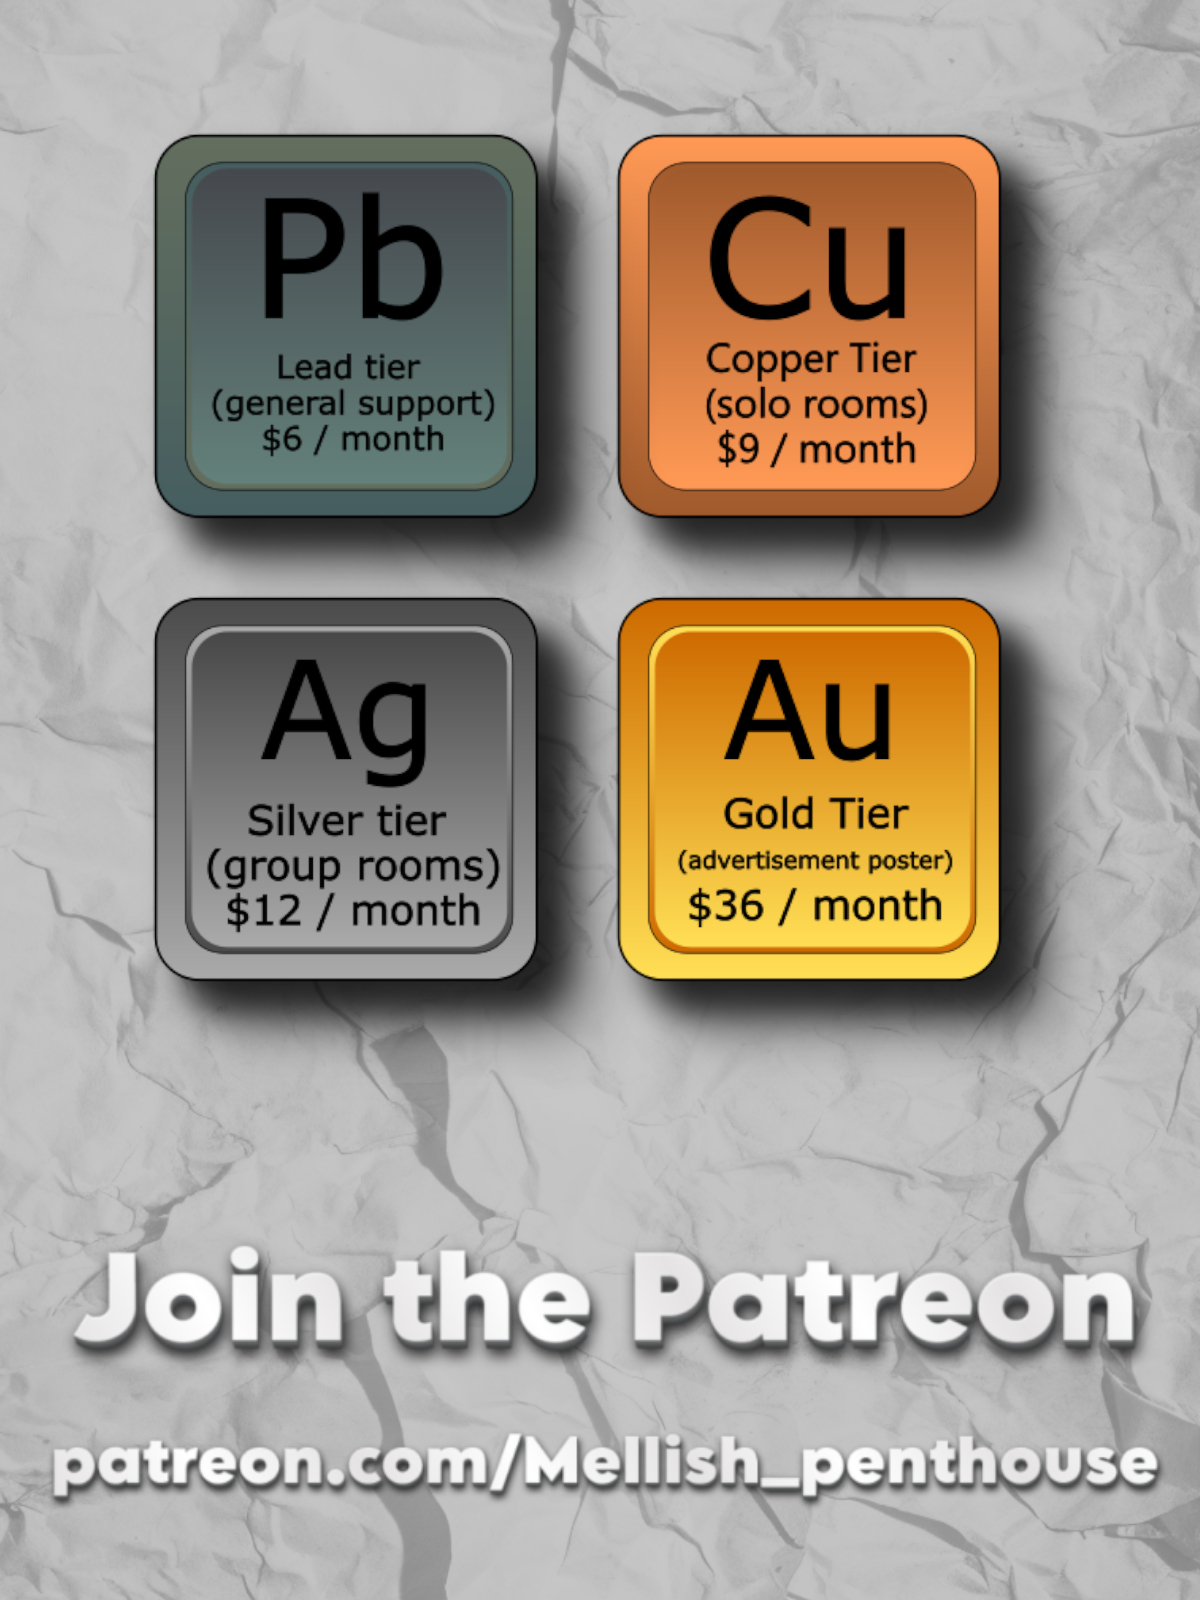 Pb
Lead tier
(general support)
$6 / month
Cu
Copper Tier
(solo rooms)
$9 / month
Ag
Silver tier
(group rooms)
$12 / month
Au
Gold Tier
(advertisement poster)
$36 / month
Join the Patreon
patreon.com/Mellish_penthouse